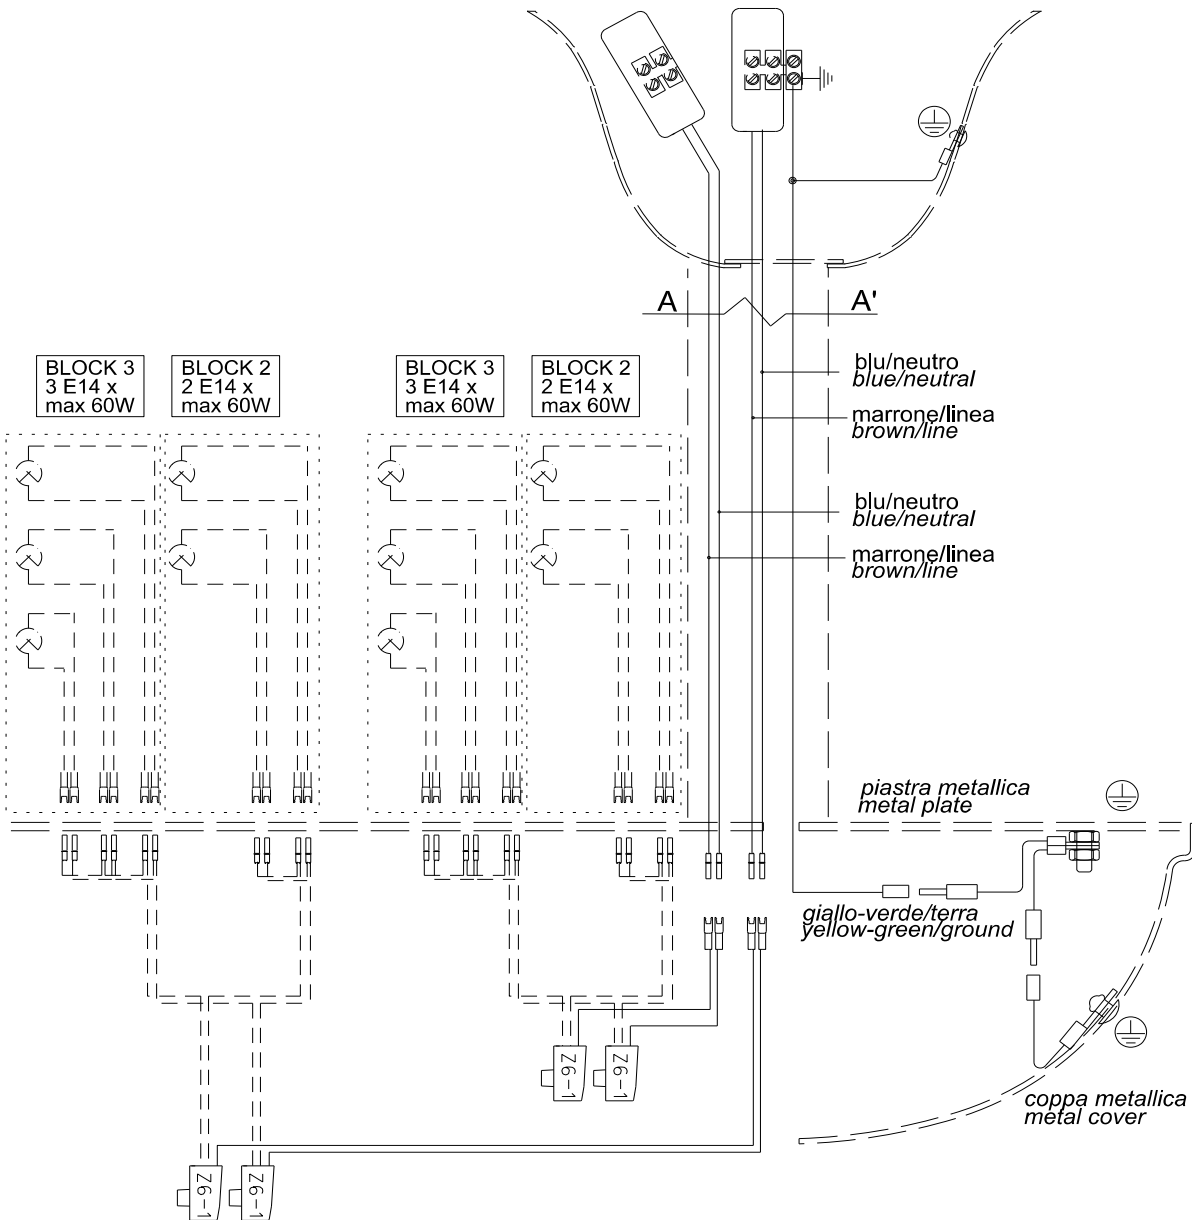 A
A'
BLOCK 3
3 E14 x
max 60W
BLOCK 2
2 E14 x
max 60W
BLOCK 3
3 E14 x
max 60W
BLOCK 2
2 E14 x
max 60W
blu/neutro
blue/neutral
marrone/linea
brown/line
blu/neutro
blue/neutral
marrone/linea
brown/line
piastra metallica
metal plate
giallo-verde/terra
yellow-green/ground
Z6-1
Z6-1
coppa metallica
metal cover
Z6-1
Z6-1